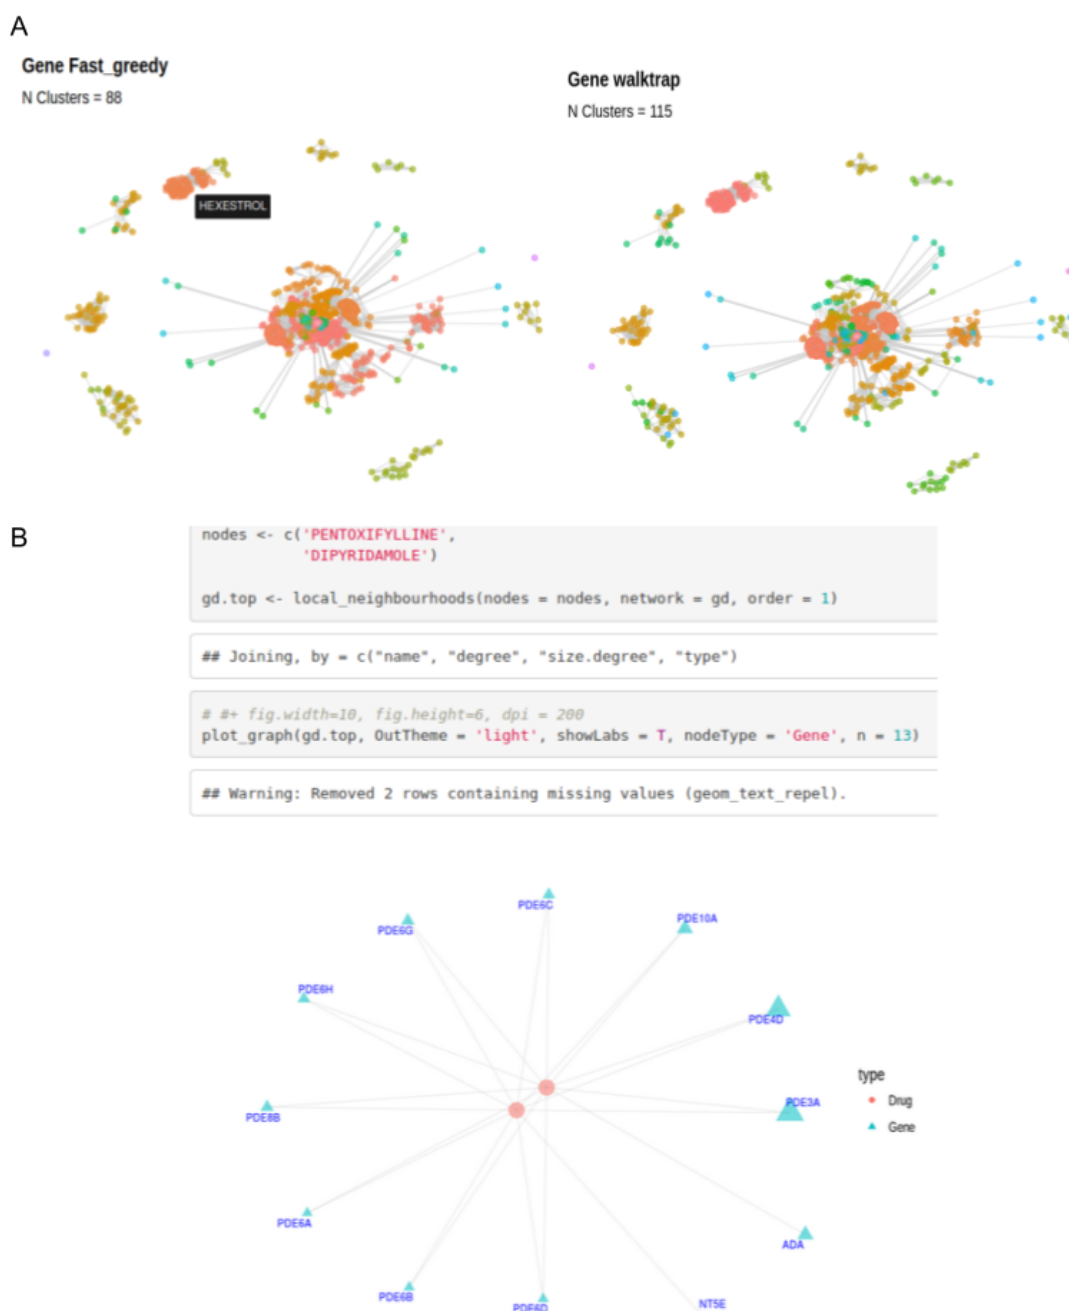 A
Gene Fast_greedy
N Clusters = 88
Gene walktrap
N Clusters = 115
HEXESTROL
B
nodes <- c('PENTOXIFYLLINE',
'DIPYRIDAMOLE')
gd.top <- local_neighbourhoods(nodes = nodes, network = gd, order = 1)
## Joining, by = c("name", "degree", "size.degree", "type")
# #+ fig.width=10, fig.height=6, dpi = 200
plot_graph(gd.top, OutTheme = 'light', showLabs = T, nodeType = 'Gene', n = 13)
## Warning: Removed 2 rows containing missing values (geom_text_repel).
PDE6C
PDE10A
PDE6G
PDE6H
PDE4D
type
Drug
Gene
PDE3A
PDE8B
PDE6A
ADA
PDE6B
PDE6D
NT5E